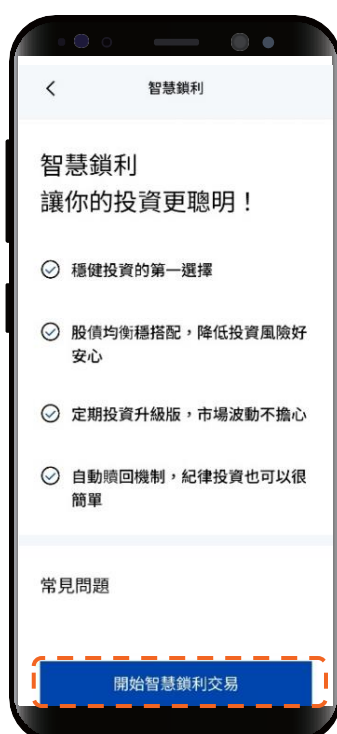 智慧鎖利
智慧鎖利
讓你的投資更聰明！
穩健投資的第一選擇
股債均衡穩搭配，降低投資風險好
安心
定期投資升級版，市場波動不擔心
自動贖回機制，紀律投資也可以很
簡單
常見問題
開始智慧鎖利交易